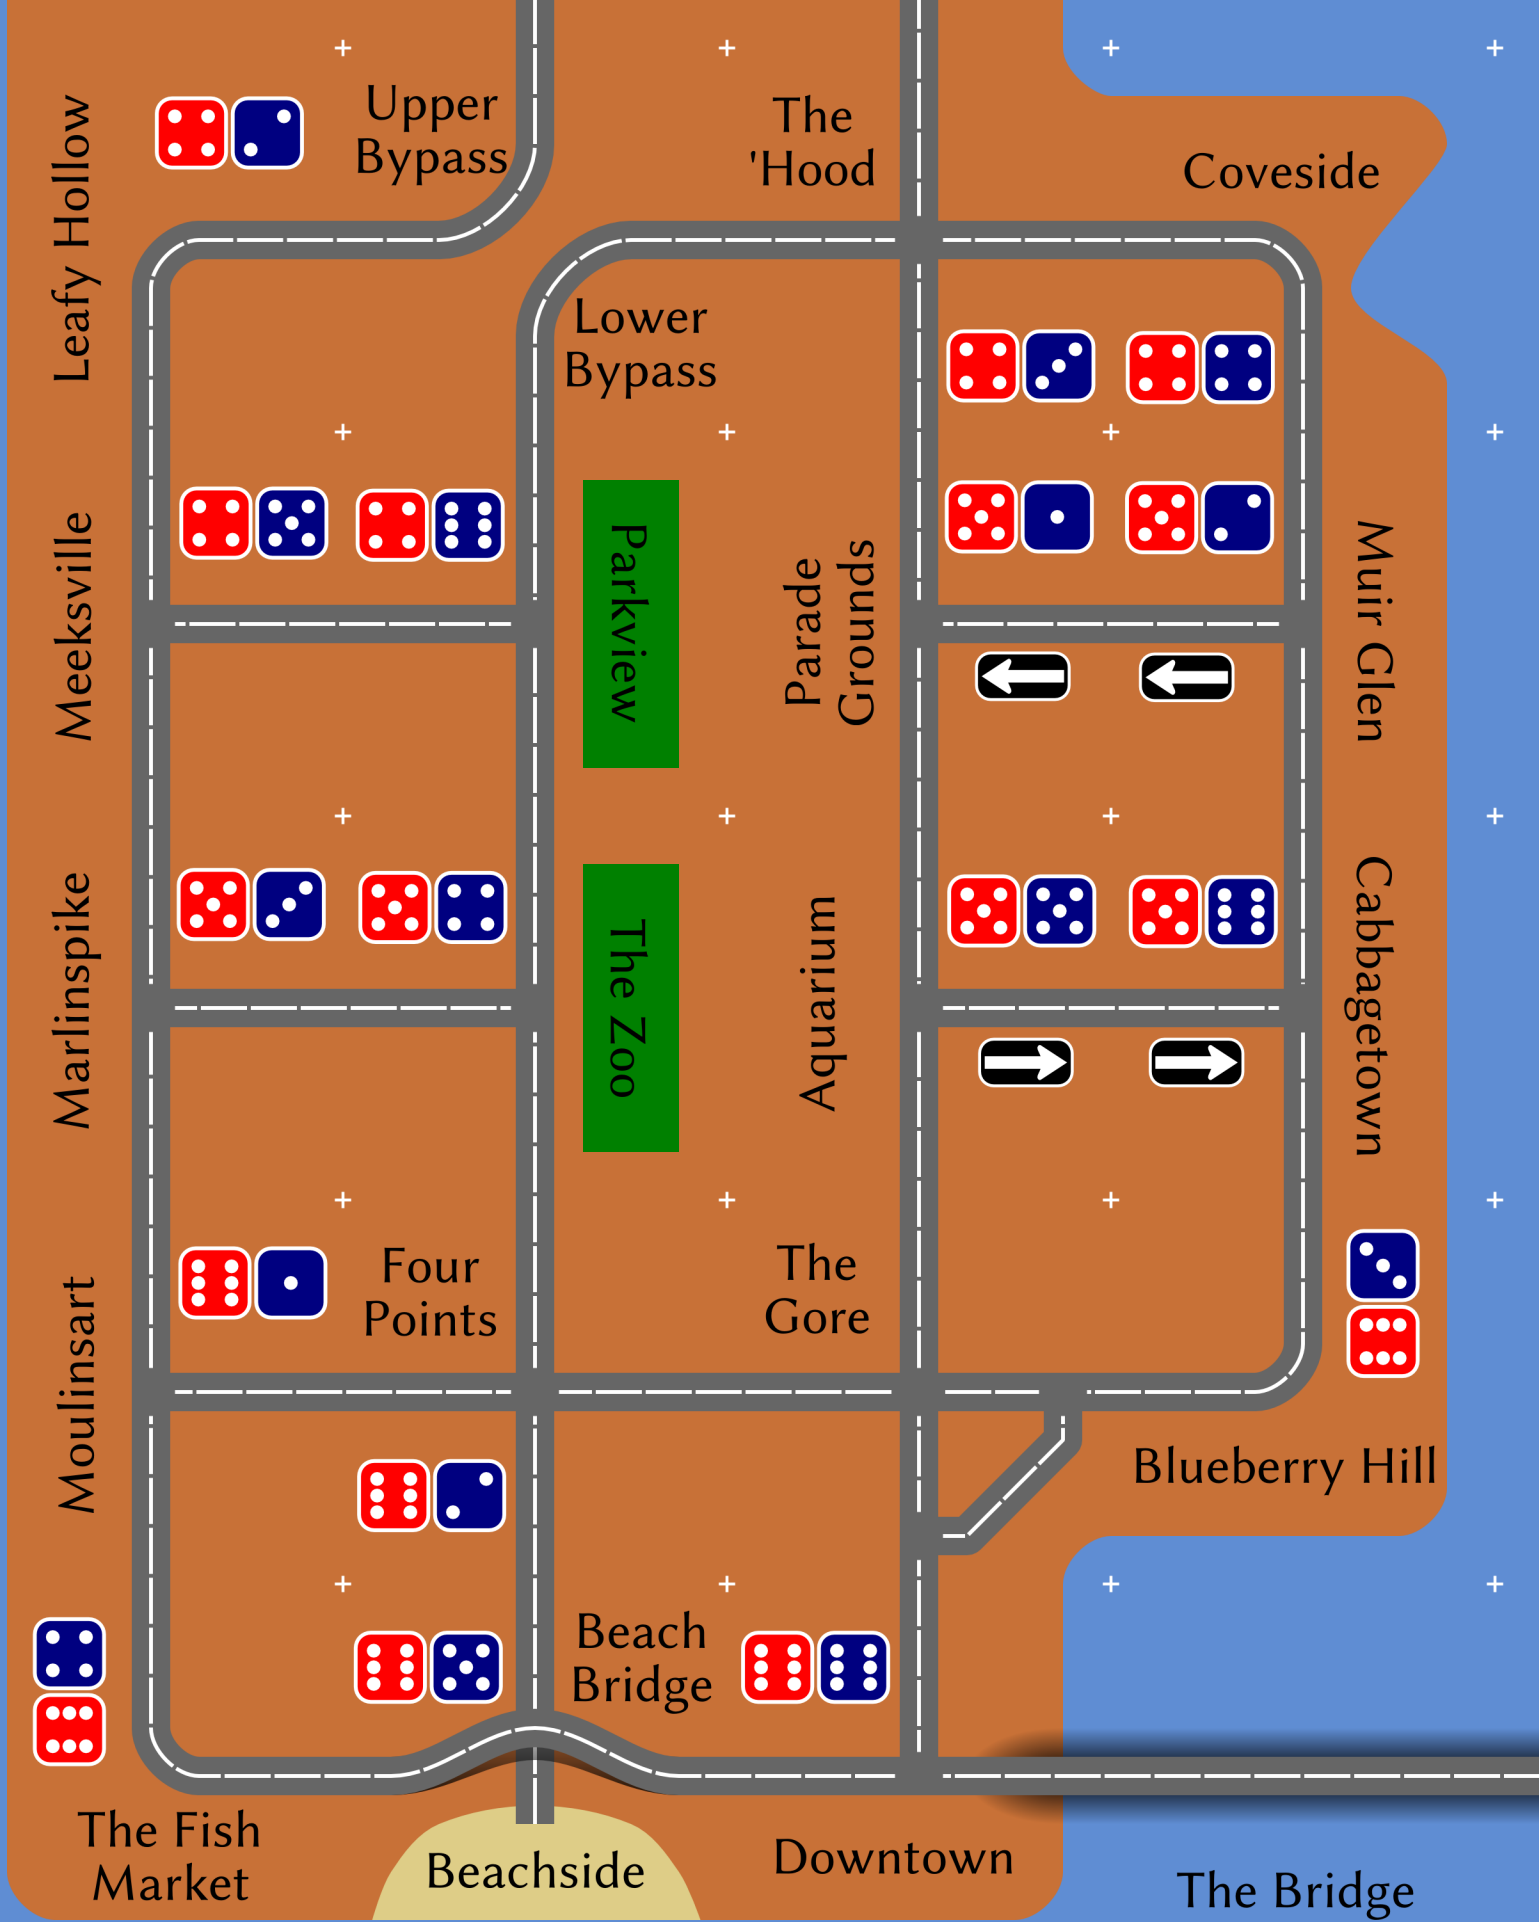 Leafy Hollow
Upper
Bypass
The
'Hood
Coveside
Lower
Bypass
Meeksville
Parkview
Parade
Grounds
Muir Glen
Marlinspike
The Zoo
Aquarium
Cabbagetown
Moulinsart
Four
Points
The
Gore
Blueberry Hill
Beach
Bridge
The Fish
Market
Beachside
Downtown
The Bridge